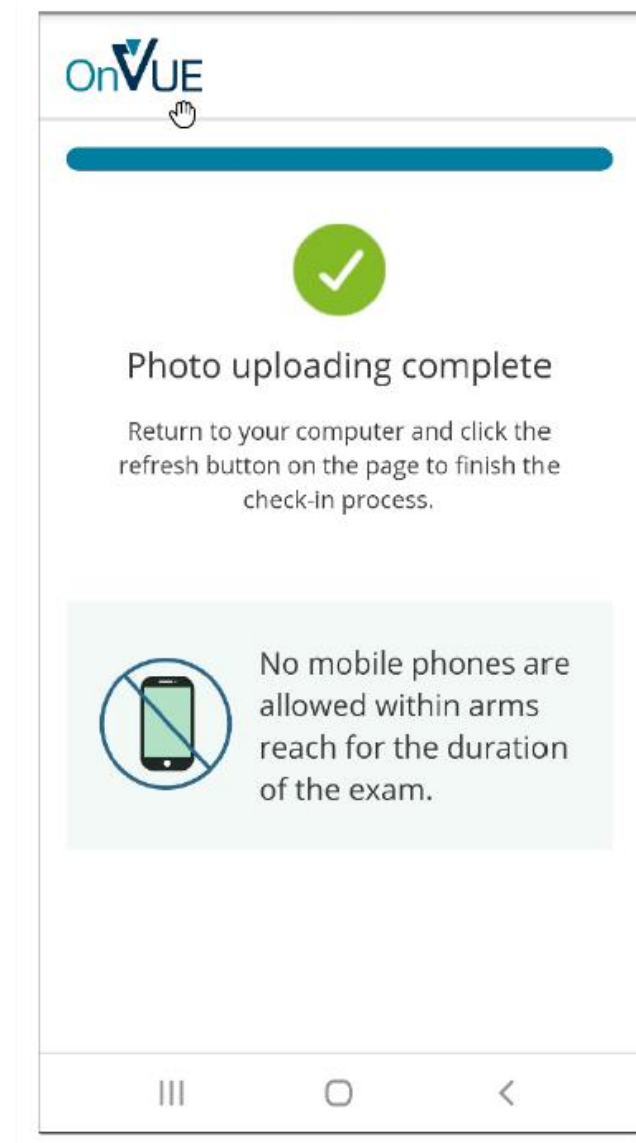 OnVUE
Photo uploading complete
Return to your computer and click the
refresh button on the page to finish the
check-in process.
No mobile phones are
allowed within arms
reach for the duration
of the exam.